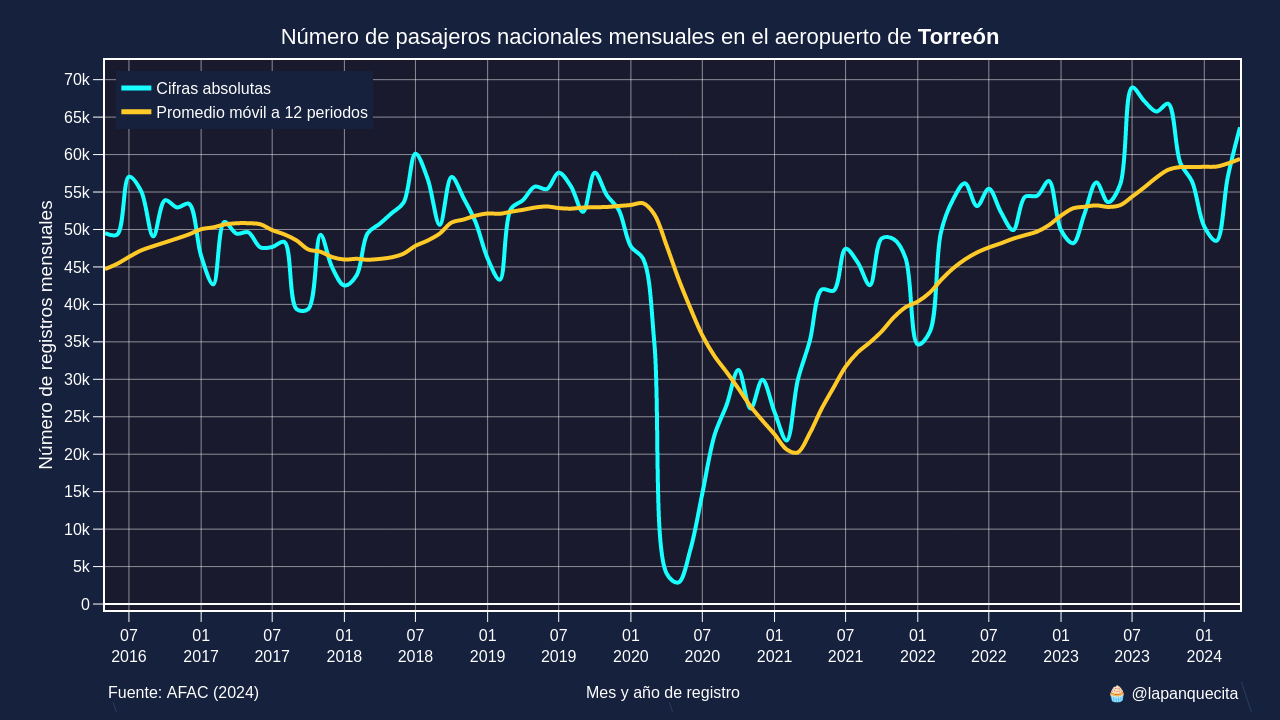 Número de pasajeros nacionales mensuales en el aeropuerto de Torreón
Cifras absolutas
Promedio móvil a 12 periodos
Número de registros mensuales
70k
65k
60k
55k
50k
45k
40k
35k
30k
25k
20k
15k
10k
5k
0
07 01 07 01 07 01 07 01 07 01 07 01 07 01 07 01
2016 2017 2017 2018 2018 2019 2019 2020 2020 2021 2021 2022 2022 2023 2023 2024
Fuente: AFAC (2024) Mes y año de registro 🧁 @lapanquecita